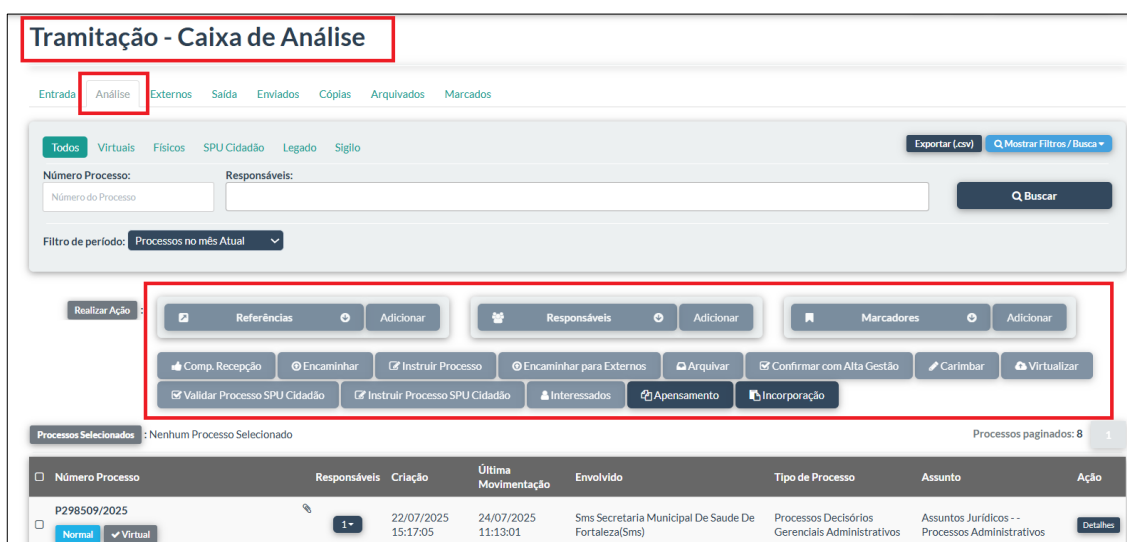 Tramitação - Caixa de Análise
Entrada Análise Externos Saída Enviados Cópias Arquivados Marcados
Todos Virtuais Físicos SPU Cidadão Legado Sigilo Exportar (.csv) Mostrar Filtros / Busca
Número Processo: Responsáveis:
Número do Processo Buscar
Filtro de período: Processos no mês Atual
Realizar Ação : Referências Adicionar Responsáveis Adicionar Marcadores Adicionar
Comp. Recepção Encaminhar Instruir Processo Encaminhar para Externos Arquivar Confirmar com Alta Gestão Carimbar Virtualizar
Validar Processo SPU Cidadão Instruir Processo SPU Cidadão Interessados Apensamento Incorporação
Processos Selecionados : Nenhum Processo Selecionado Processos paginados: 8 1
Número Processo Responsáveis Criação Última Movimentação Envolvido Tipo de Processo Assunto Ação
P298509/2025 1 22/07/2025 24/07/2025 Sms Secretaria Municipal De Saude De Processos Decisórios Assuntos Jurídicos - - Detalhes
Normal Virtual 15:17:05 11:13:01 Fortaleza(Sms) Gerenciais Administrativos Processos Administrativos